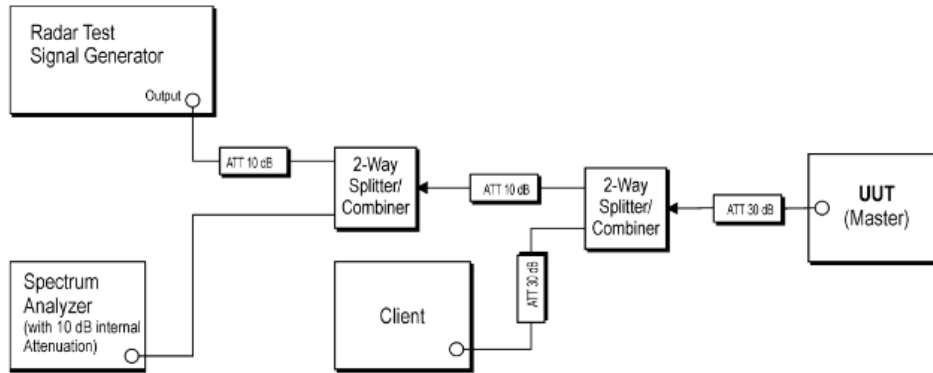 Radar Test
Signal Generator
Output
ATT 10 dB
2-Way
Splitter/
Combiner
ATT 10 dB
2-Way
Splitter/
Combiner
ATT 30 dB
UUT
(Master)
Spectrum
Analyzer
(with 10 dB internal
Attenuation)
Client
ATT 30 dB